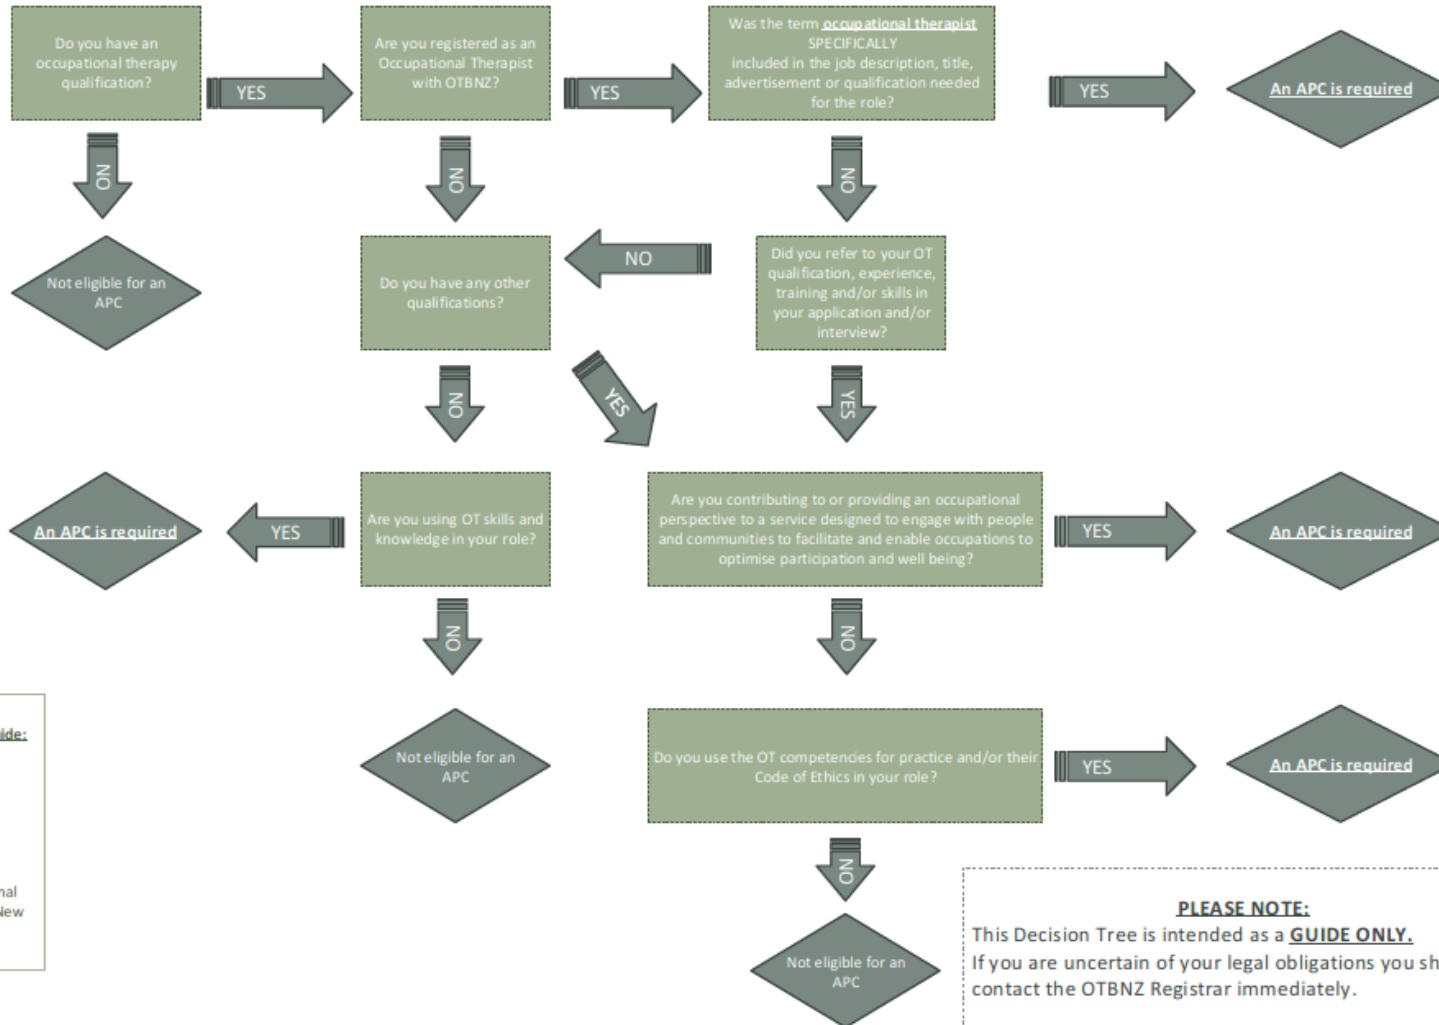 Do you have an
occupational therapy
qualification?
YES
Are you registered as an
Occupational Therapist
with OTBNZ?
YES
Was the term occupational therapist
SPECIFICALLY
included in the job description, title,
advertisement or qualification needed
for the role?
YES
An APC is required
NO
NO
NO
Not eligible for an
APC
Do you have any other
qualifications?
NO
Did you refer to your OT
qualification, experience,
training and/or skills in
your application and/or
interview?
NO
YES
YES
An APC is required
YES
Are you using OT skills and
knowledge in your role?
Are you contributing to or providing an occupational
perspective to a service designed to engage with people
and communities to facilitate and enable occupations to
optimise participation and well being?
YES
An APC is required
NO
NO
Not eligible for an
APC
Do you use the OT competencies for practice and/or their
Code of Ethics in your role?
YES
An APC is required
NO
Not eligible for an
APC
PLEASE NOTE:
This Decision Tree is intended as a GUIDE ONLY.
If you are uncertain of your legal obligations you sh
contact the OTBNZ Registrar immediately.
ide:
nal
New